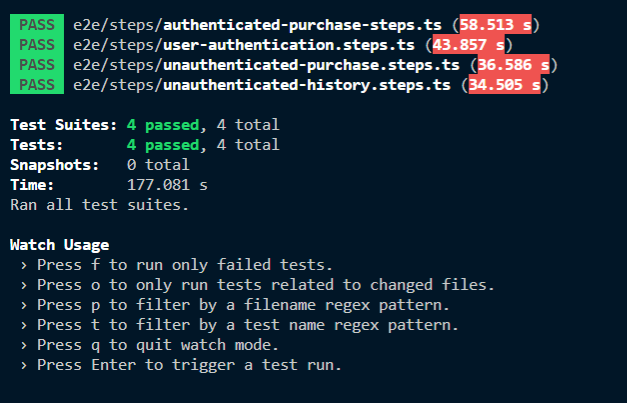 PASS e2e/steps/authenticated-purchase-steps.ts (58.513 s)
PASS e2e/steps/user-authentication.steps.ts (43.857 s)
PASS e2e/steps/unauthenticated-purchase.steps.ts (36.586 s)
PASS e2e/steps/unauthenticated-history.steps.ts (34.505 s)
Test Suites: 4 passed, 4 total
Tests: 4 passed, 4 total
Snapshots: 0 total
Time: 177.081 s
Ran all test suites.
Watch Usage
› Press f to run only failed tests.
› Press o to only run tests related to changed files.
› Press p to filter by a filename regex pattern.
› Press t to filter by a test name regex pattern.
› Press q to quit watch mode.
› Press Enter to trigger a test run.